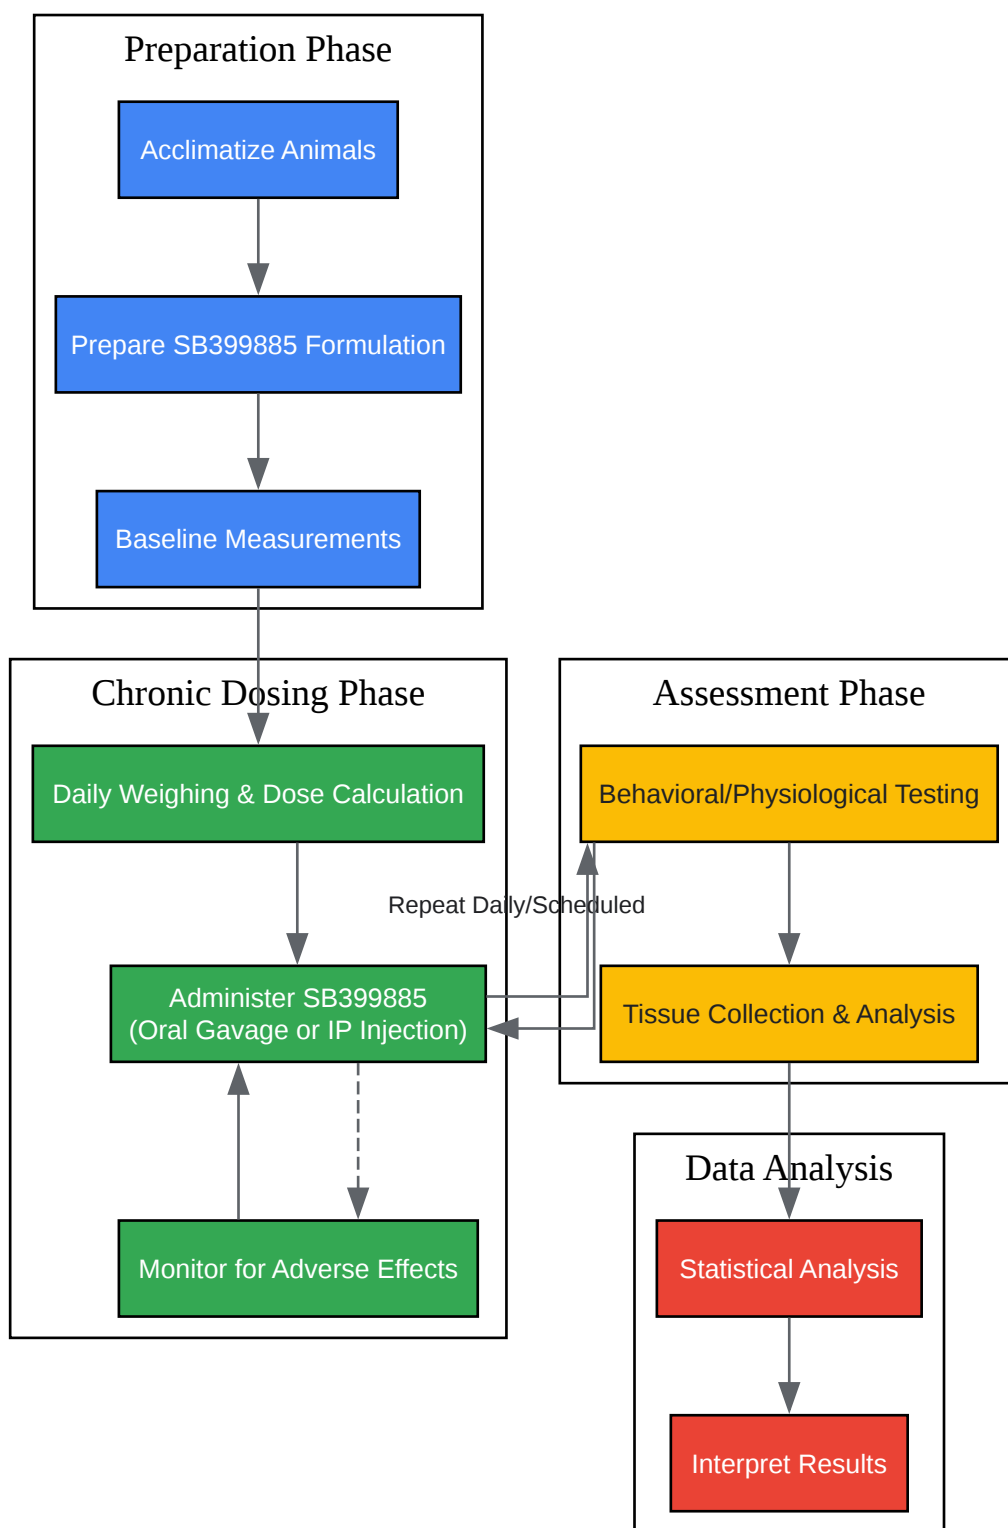 Preparation Phase
Acclimatize Animals
Prepare SB399885 Formulation
Baseline Measurements
Chronic Dosing Phase
Daily Weighing & Dose Calculation
Repeat Daily/Scheduled
Administer SB399885
(Oral Gavage or IP Injection)
Monitor for Adverse Effects
Assessment Phase
Behavioral/Physiological Testing
Tissue Collection & Analysis
Data Analysis
Statistical Analysis
Interpret Results